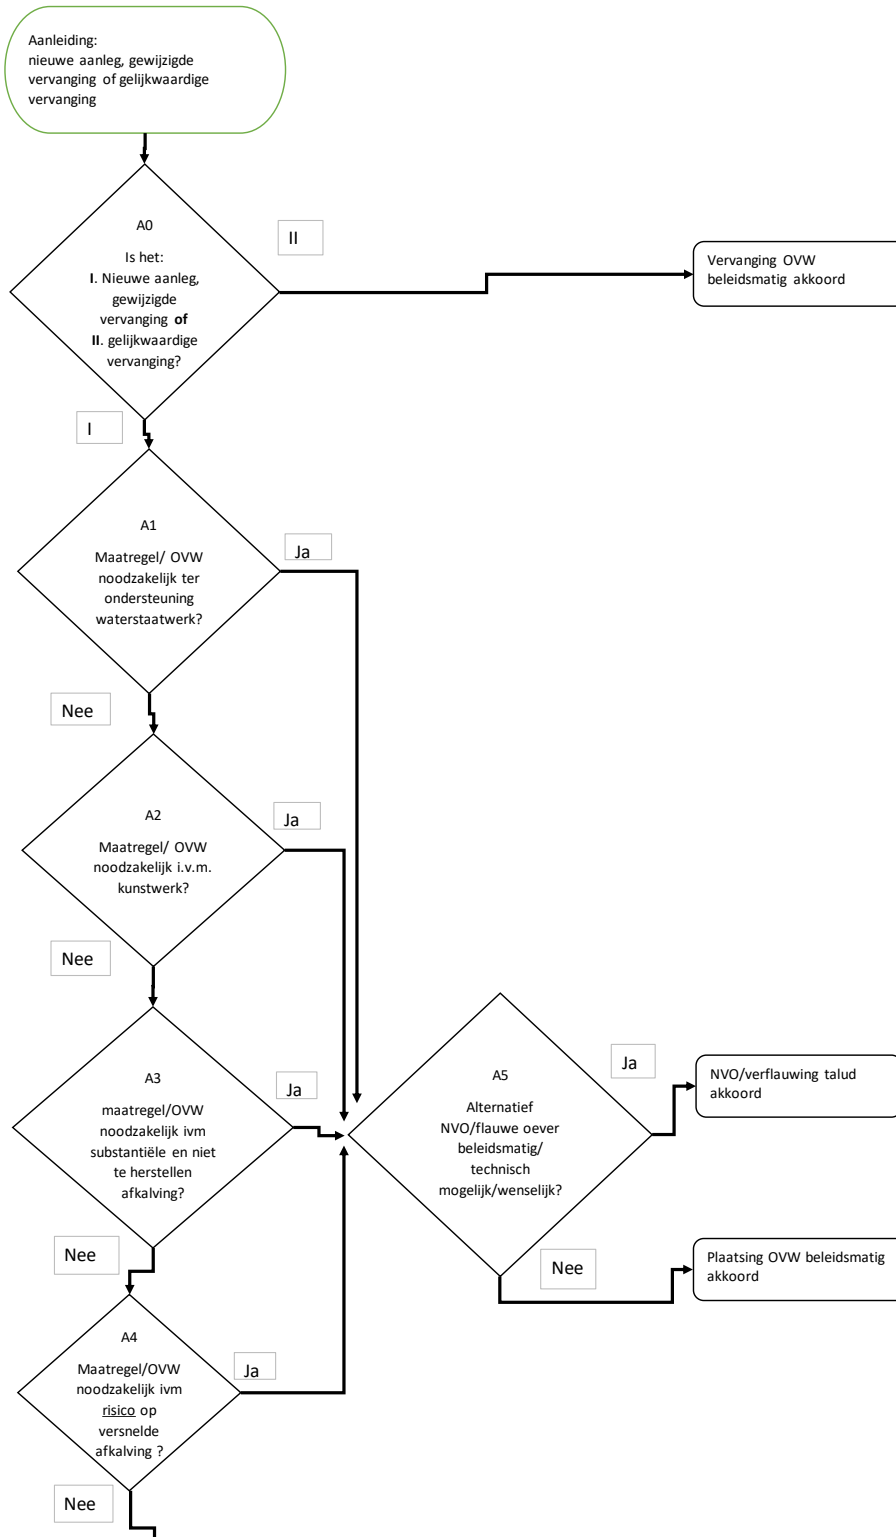 Aanleiding:
nieuwe aanleg, gewijzigde
vervanging of gelijkwaardige
vervanging
A0
Is het:
I. Nieuwe aanleg,
gewijzigde
vervanging of
II. gelijkwaardige
vervanging?
II
Vervanging OVW
beleidsmatig akkoord
I
A1
Maatregel/ OVW
noodzakelijk ter
ondersteuning
waterstaatwerk?
Ja
Nee
A2
Maatregel/ OVW
noodzakelijk i.v.m.
kunstwerk?
Ja
Nee
A3
maatregel/OVW
noodzakelijk ivm
substantiële en niet
te herstellen
afkalving?
Ja
Nee
A4
Maatregel/OVW
noodzakelijk ivm
risico op
versnelde
afkalving ?
Ja
Nee
A5
Alternatief
NVO/flauwe oever
beleidsmatig/
technisch
mogelijk/wenselijk?
Ja
NVO/verflauwing talud
akkoord
Nee
Plaatsing OVW beleidsmatig
akkoord